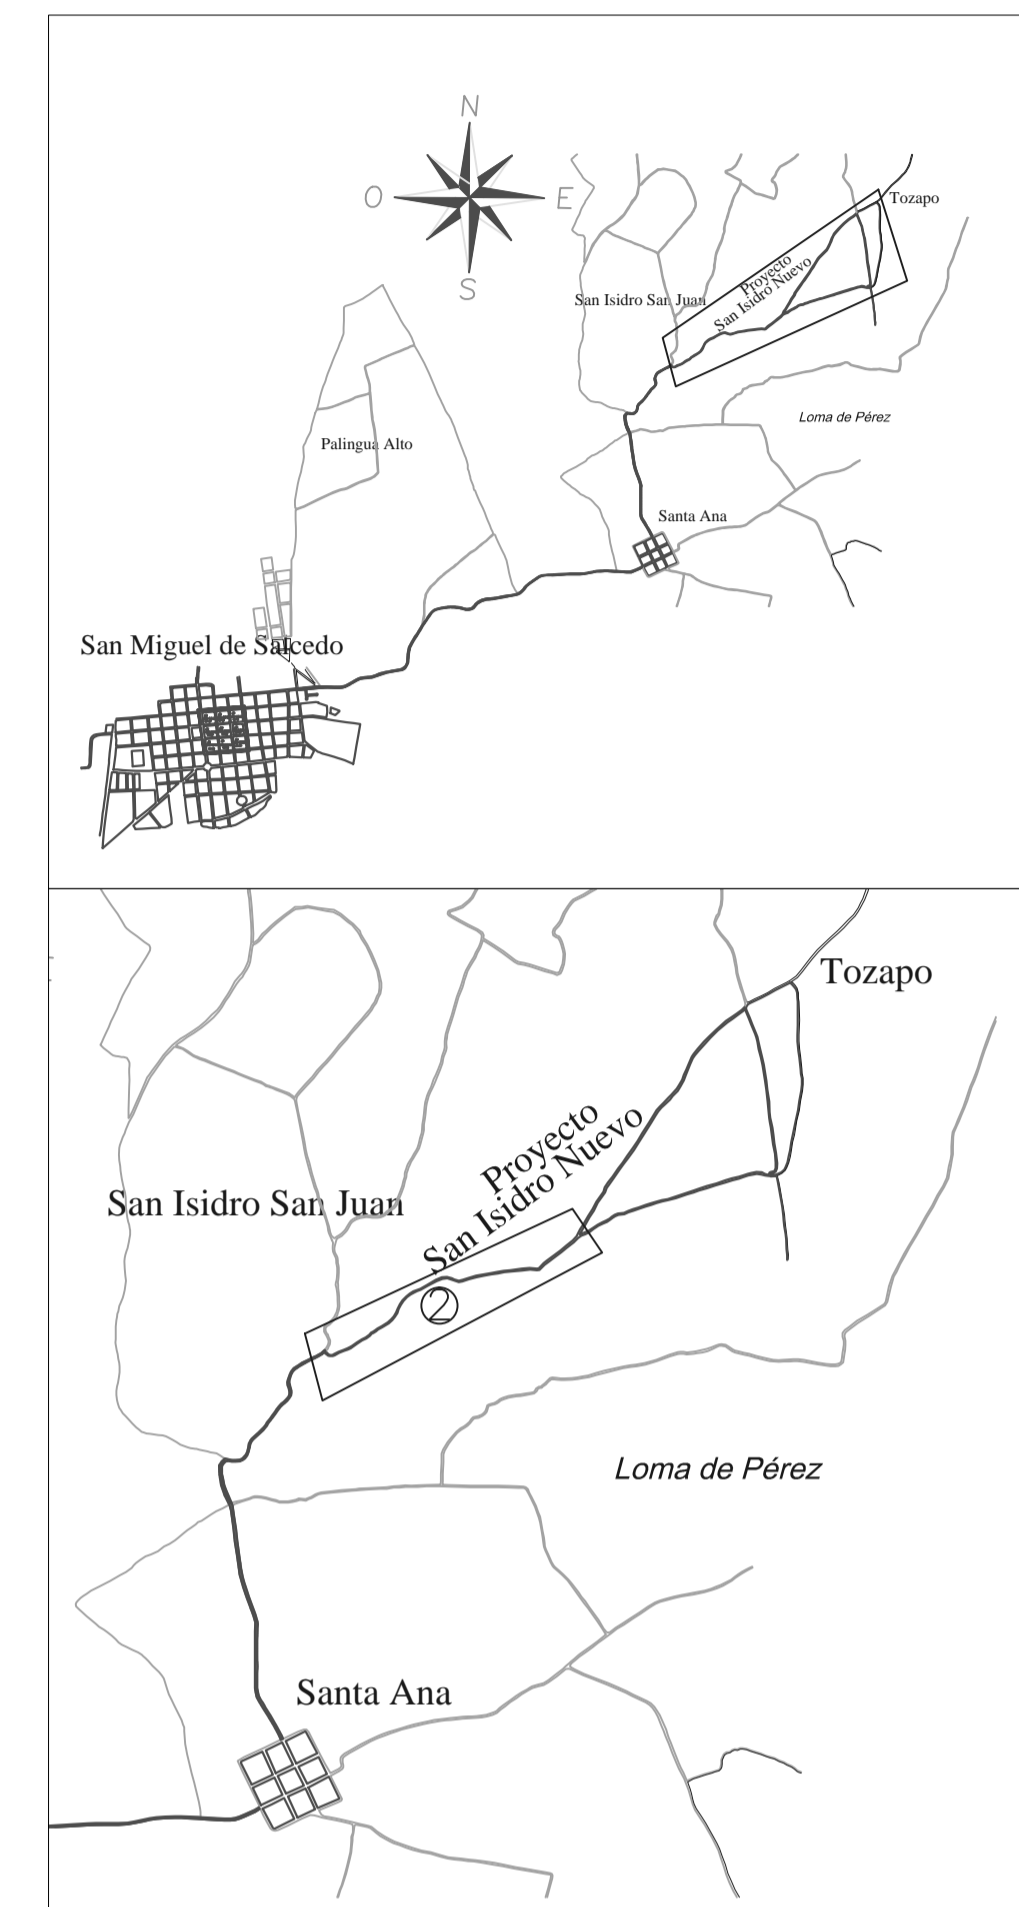 N
O
E
S
Tozapo
Proyecto
San Isidro Nuevo
San Isidro San Juan
Loma de Pérez
Palingua Alto
Santa Ana
San Miguel de Salcedo
Tozapo
Proyecto
San Isidro Nuevo
San Isidro San Juan
2
Loma de Pérez
Santa Ana